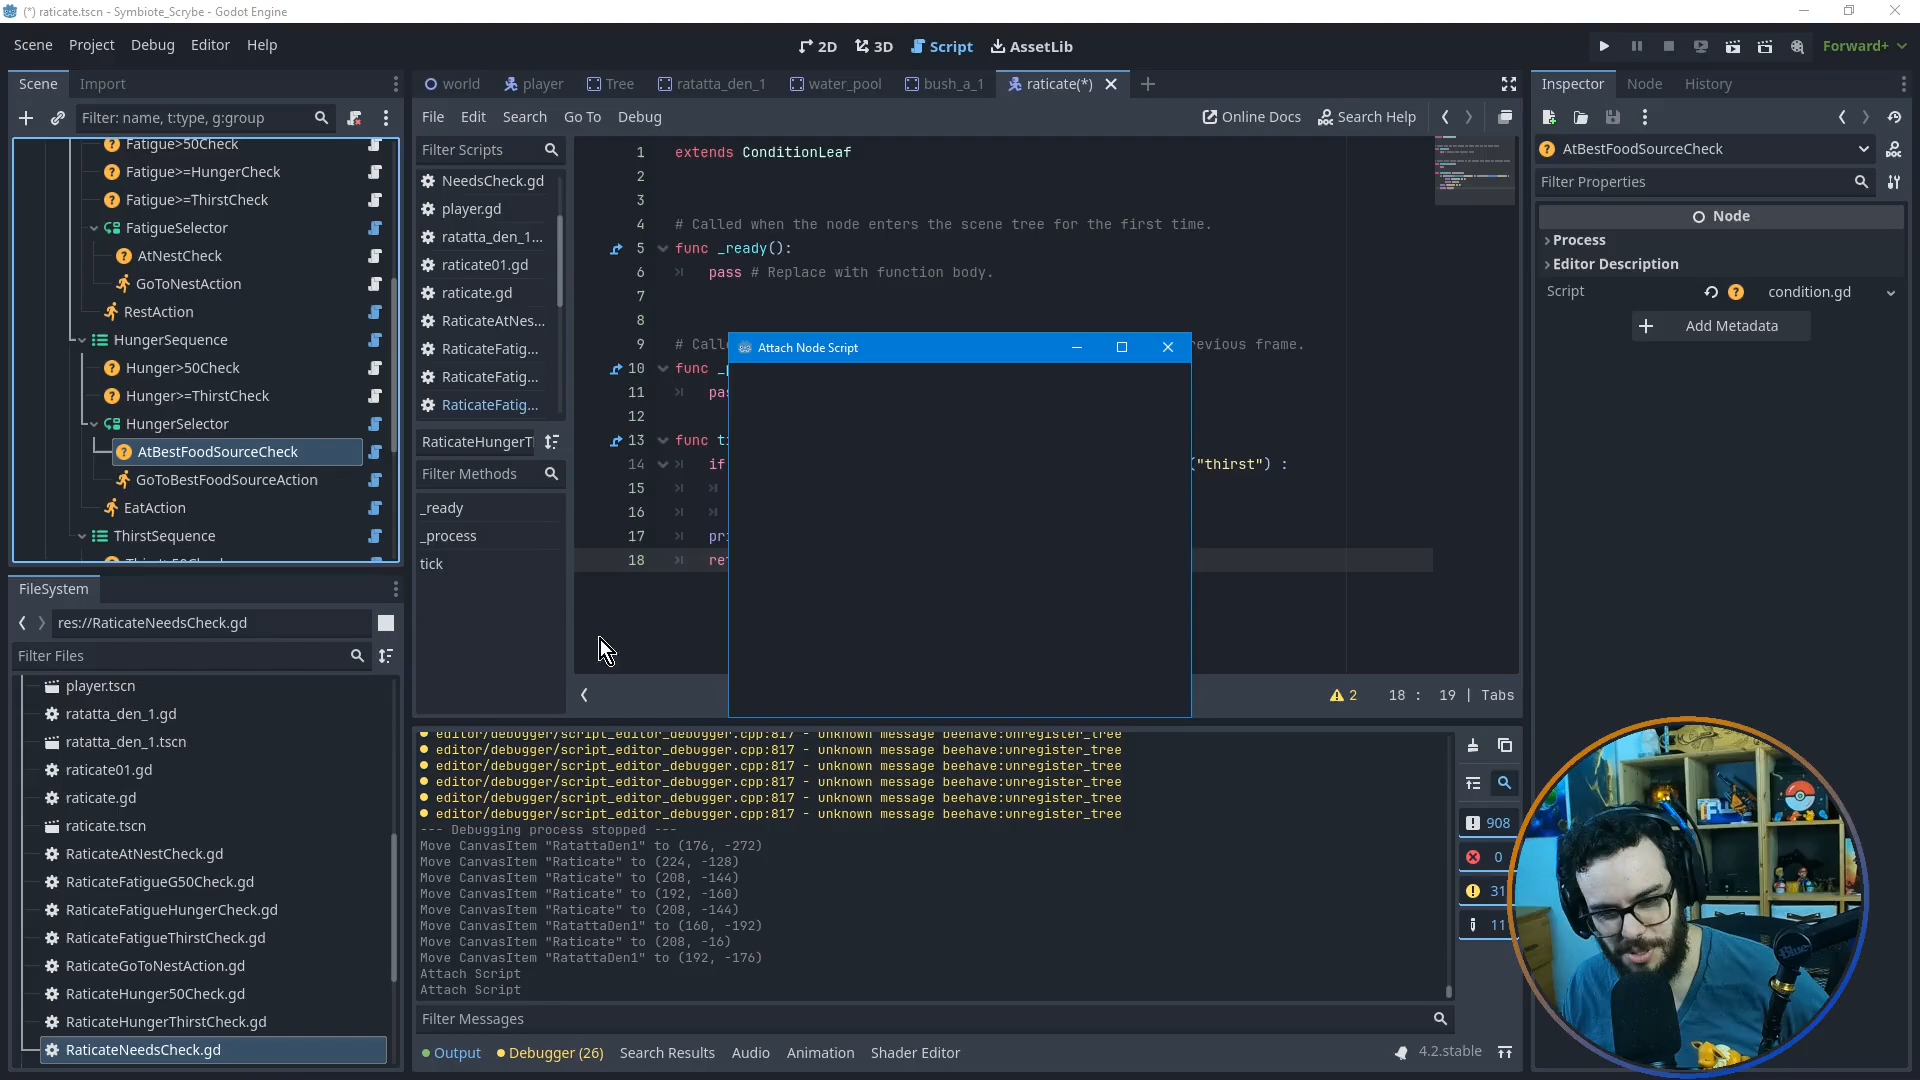 (*) raticate.tscn - Symbiote_Scrybe - Godot Engine
Scene Project Debug Editor Help
2D 3D Script AssetLib
Forward+
Scene Import
Filter: name, t:type, g:group
Fatigue>50Check
Fatigue>=HungerCheck
Fatigue>=ThirstCheck
FatigueSelector
AtNestCheck
GoToNestAction
RestAction
HungerSequence
Hunger>50Check
Hunger>=ThirstCheck
HungerSelector
AtBestFoodSourceCheck
GoToBestFoodSourceAction
EatAction
ThirstSequence
FileSystem
res://RaticateNeedsCheck.gd
Filter Files
player.tscn
ratatta_den_1.gd
ratatta_den_1.tscn
raticate01.gd
raticate.gd
raticate.tscn
RaticateAtNestCheck.gd
RaticateFatigueG50Check.gd
RaticateFatigueHungerCheck.gd
RaticateFatigueThirstCheck.gd
RaticateGoToNestAction.gd
RaticateHunger50Check.gd
RaticateHungerThirstCheck.gd
RaticateNeedsCheck.gd
world player Tree ratatta_den_1 water_pool bush_a_1 raticate(*)
File Edit Search Go To Debug
Online Docs Search Help
Filter Scripts
NeedsCheck.gd
player.gd
ratatta_den_1...
raticate01.gd
raticate.gd
RaticateAtNes...
RaticateFatig...
RaticateFatig...
RaticateFatig...
RaticateHungerT
Filter Methods
_ready
_process
tick
1 extends ConditionLeaf
2
3
4 # Called when the node enters the scene tree for the first time.
5 func _ready():
6 pass # Replace with function body.
7
8
9 # Call evious frame.
10 func _
11 pa
12
13 func t
14 if ("thirst") :
15
16
17 pr
18 re
Attach Node Script
2 18 : 19 | Tabs
editor/debugger/script_editor_debugger.cpp:817 - unknown message beehave:unregister_tree
editor/debugger/script_editor_debugger.cpp:817 - unknown message beehave:unregister_tree
editor/debugger/script_editor_debugger.cpp:817 - unknown message beehave:unregister_tree
editor/debugger/script_editor_debugger.cpp:817 - unknown message beehave:unregister_tree
editor/debugger/script_editor_debugger.cpp:817 - unknown message beehave:unregister_tree
editor/debugger/script_editor_debugger.cpp:817 - unknown message beehave:unregister_tree
--- Debugging process stopped ---
Move CanvasItem "RatattaDen1" to (176, -272)
Move CanvasItem "Raticate" to (224, -128)
Move CanvasItem "Raticate" to (208, -144)
Move CanvasItem "Raticate" to (192, -160)
Move CanvasItem "Raticate" to (208, -144)
Move CanvasItem "RatattaDen1" to (160, -192)
Move CanvasItem "Raticate" to (208, -16)
Move CanvasItem "RatattaDen1" to (192, -176)
Attach Script
Attach Script
908
0
31
11
Filter Messages
Output Debugger (26) Search Results Audio Animation Shader Editor
4.2.stable
Inspector Node History
AtBestFoodSourceCheck
Filter Properties
Node
Process
Editor Description
Script condition.gd
Add Metadata
Blue